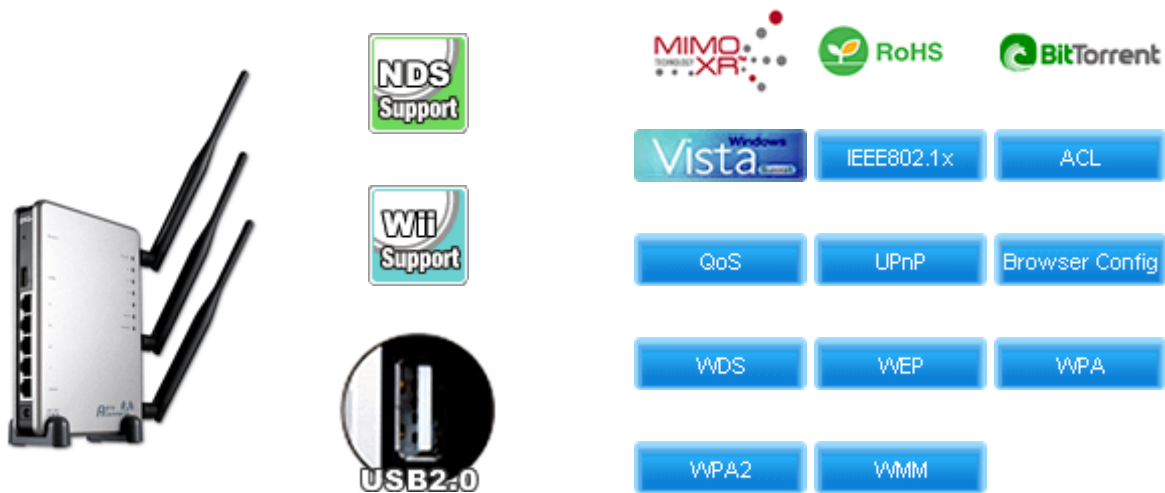 NDS
Support
Wii
Support
USB2.0
MIMO
XR
RoHS
BitTorrent
Windows
Vista
IEEE802.1x
ACL
QoS
UPnP
Browser Config
WDS
WEP
WPA
WPA2
WMM